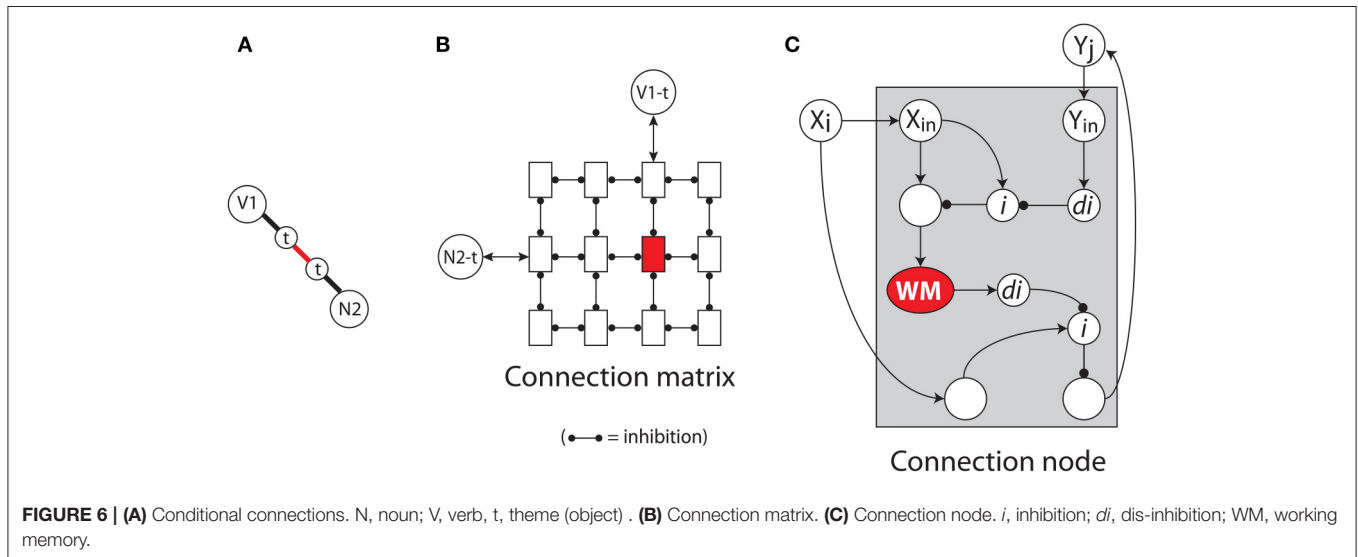 A
B
C
V1
t
t
N2
V1-t
N2-t
Connection matrix
(●—● = inhibition)
Yj
Xi
Xin
Yin
i
di
WM
di
i
Connection node
FIGURE 6 | (A) Conditional connections. N, noun; V, verb, t, theme (object) . (B) Connection matrix. (C) Connection node. i, inhibition; di, dis-inhibition; WM, working
memory.